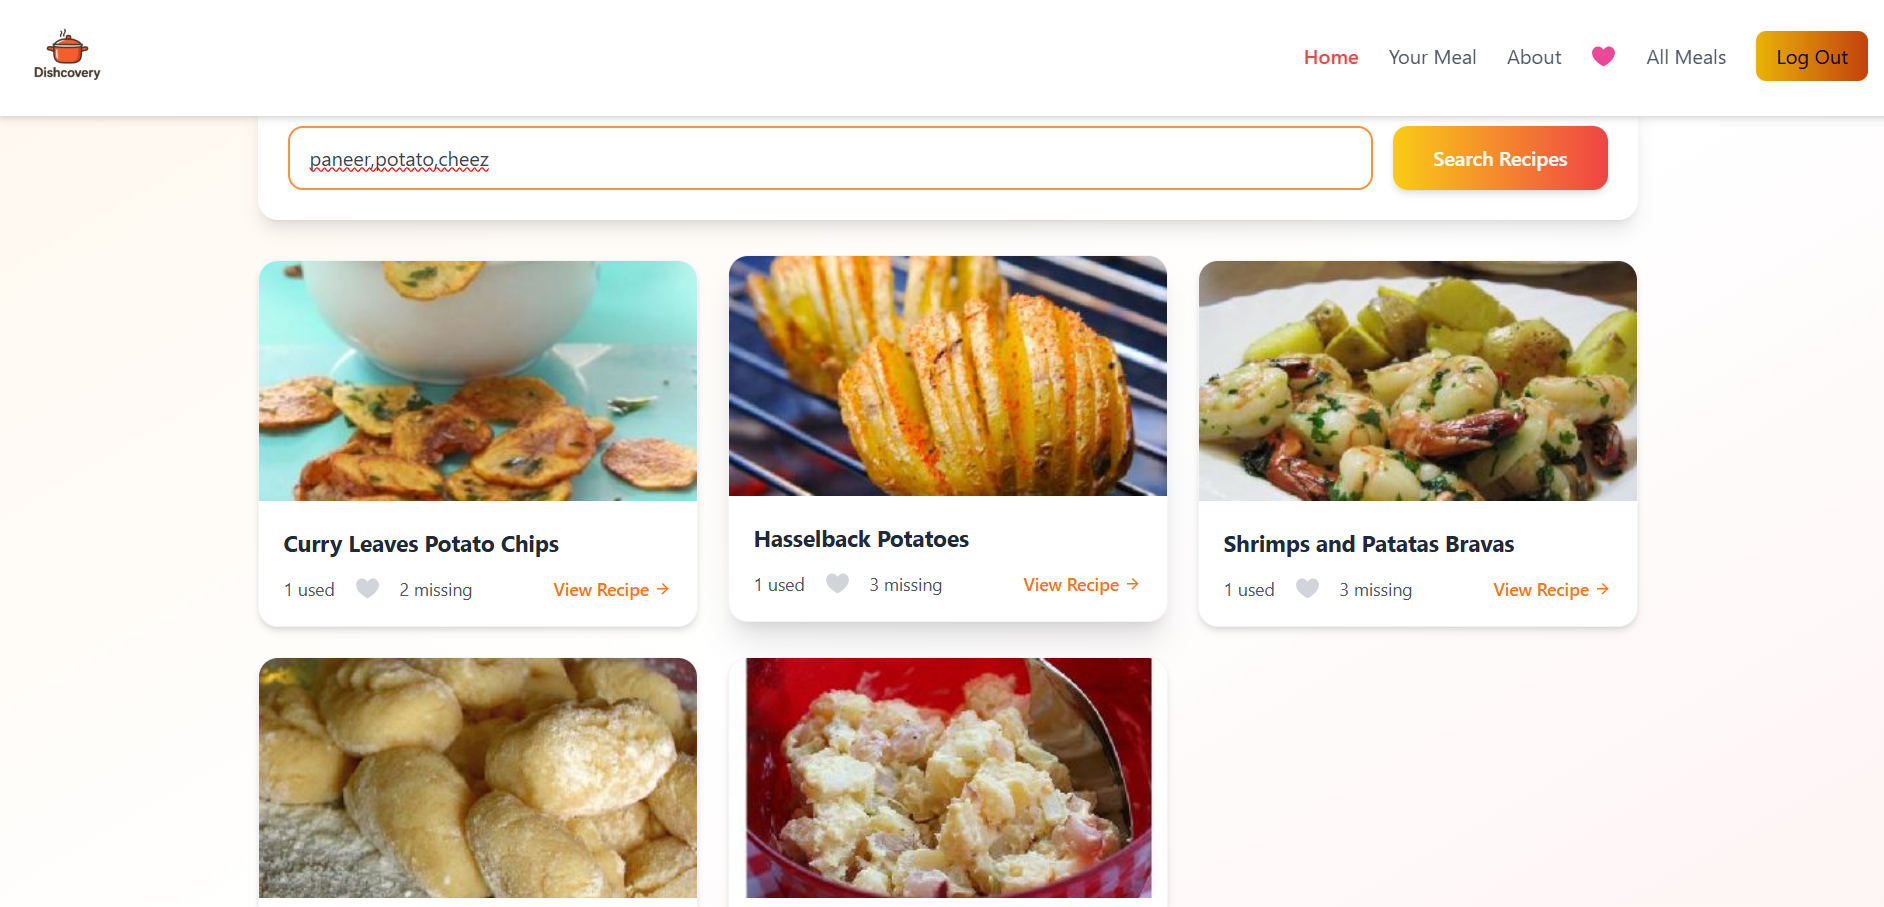 Dishcovery
Home Your Meal About All Meals Log Out
paneer,potato,cheez
Search Recipes
Curry Leaves Potato Chips
1 used 2 missing View Recipe →
Hasselback Potatoes
1 used 3 missing View Recipe →
Shrimps and Patatas Bravas
1 used 3 missing View Recipe →